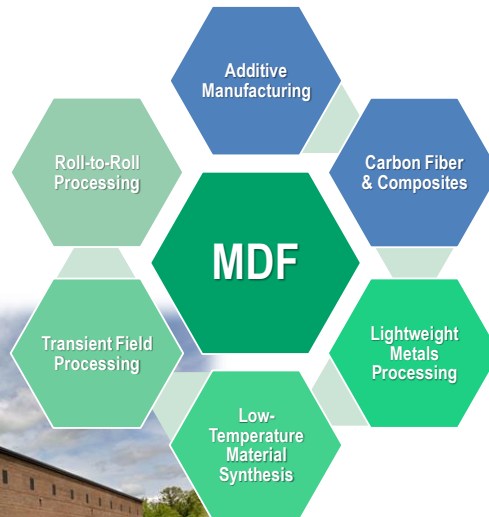 Additive
Manufacturing
Roll-to-Roll
Processing
Carbon Fiber
& Composites
MDF
Transient Field
Processing
Lightweight
Metals
Processing
Low-
Temperature
Material
Synthesis